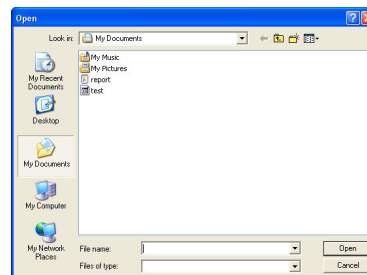 Open
Look in: My Documents
My Music
My Pictures
report
test
My Recent
Documents
Desktop
My Documents
My Computer
My Network
Places
File name:
Open
Files of type:
Cancel